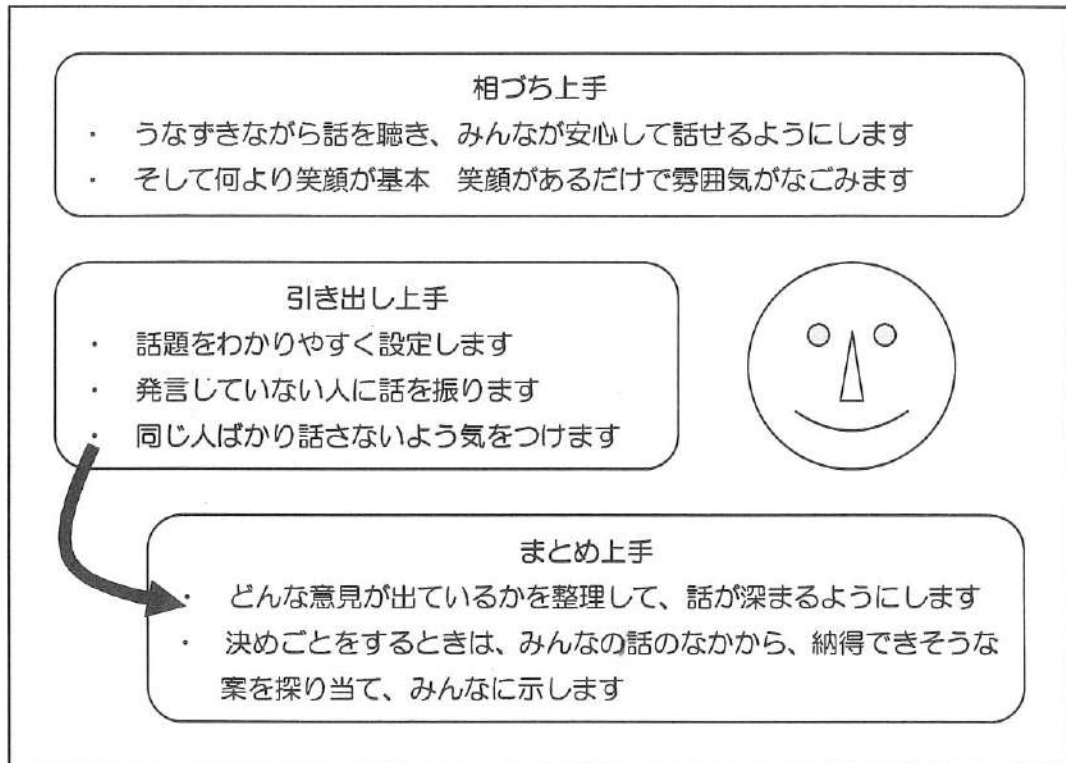 相づち上手
・ うなずきながら話を聴き、みんなが安心して話せるようにします
・ そして何より笑顔が基本 笑顔があるだけで雰囲気がなごみます
引き出し上手
・ 話題をわかりやすく設定します
・ 発言していない人に話を振ります
・ 同じ人ばかり話さないよう気をつけます
まとめ上手
・ どんな意見が出ているかを整理して、話が深まるようにします
・ 決めごとをするときは、みんなの話のなかから、納得できそうな
案を探り当て、みんなに示します